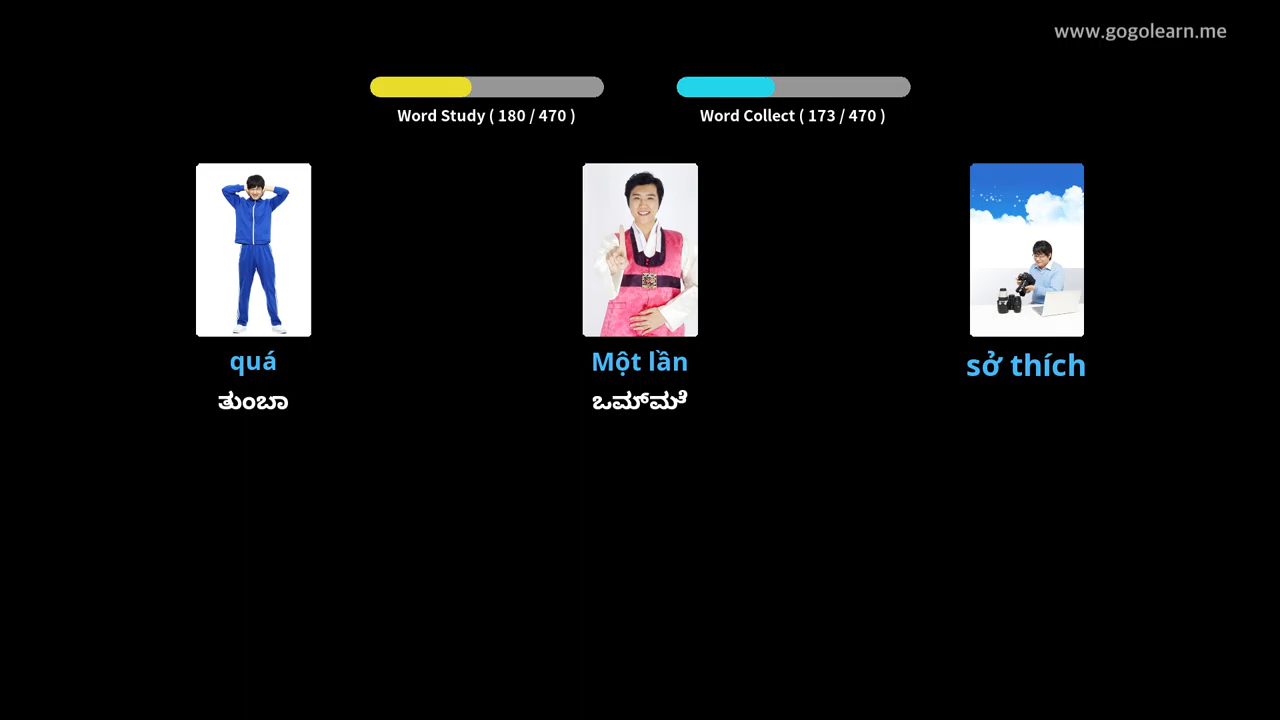 www.gogolearn.me
Word Study ( 180 / 470 )
Word Collect ( 173 / 470 )
quá
Một lần
sở thích
ತುಂಬಾ
ಒಮ್ಮೆ